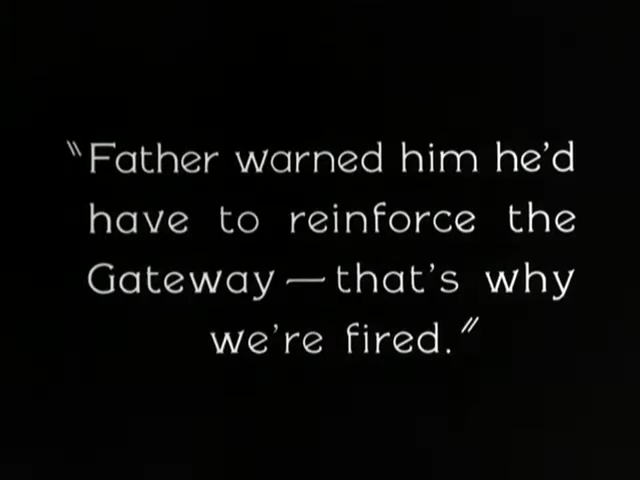 "Father warned him he'd
have to reinforce the
Gateway—that's why
we're fired."